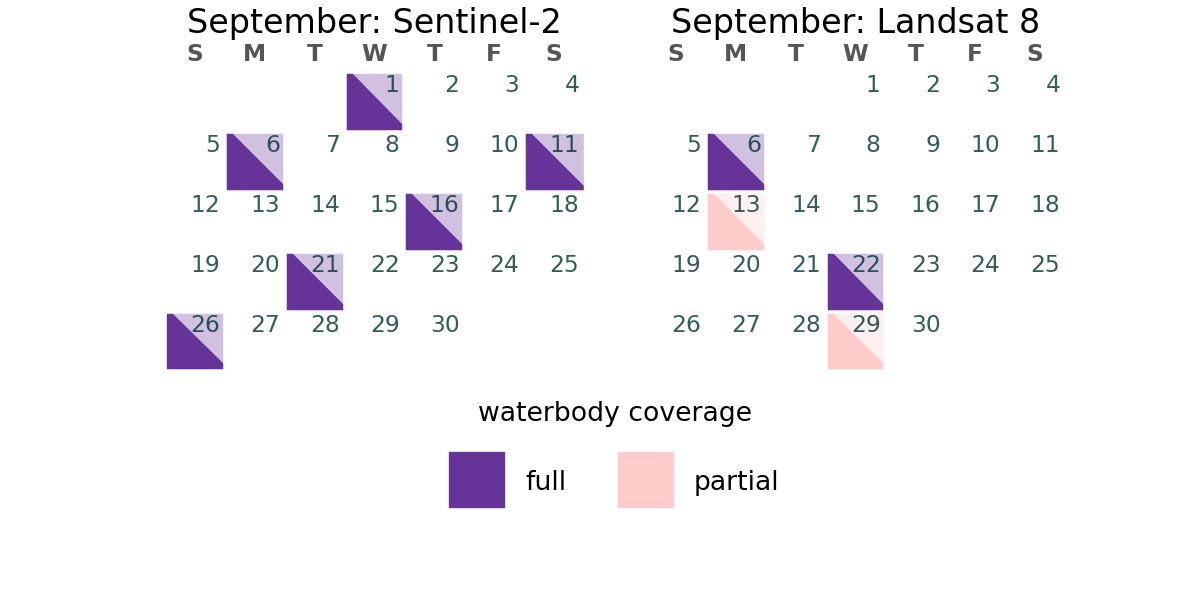 September: Sentinel-2
S M T W T F S
1 2 3 4
5 6 7 8 9 10 11
12 13 14 15 16 17 18
19 20 21 22 23 24 25
26 27 28 29 30
September: Landsat 8
S M T W T F S
1 2 3 4
5 6 7 8 9 10 11
12 13 14 15 16 17 18
19 20 21 22 23 24 25
26 27 28 29 30
waterbody coverage
full partial